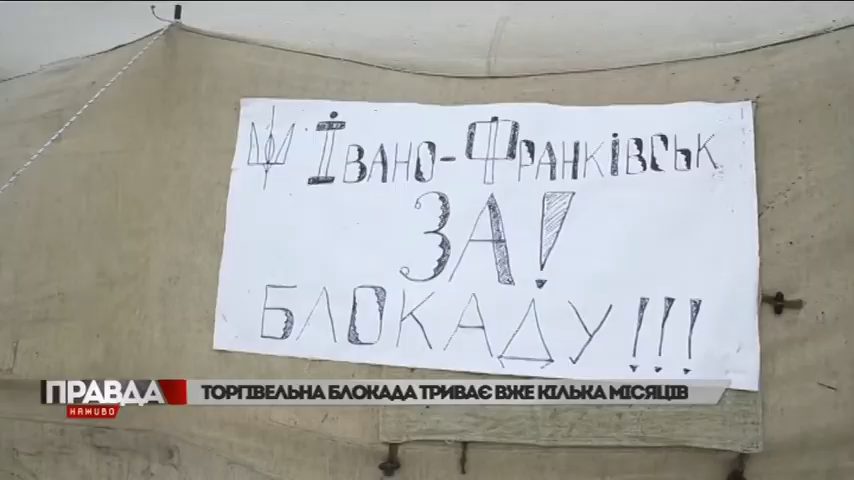 Івано-Франківськ
ЗА!
БЛОКАДУ!!!
ПРАВДА
НАЖИВО
ТОРГІВЕЛЬНА БЛОКАДА ТРИВАЄ ВЖЕ КІЛЬКА МІСЯЦІВ